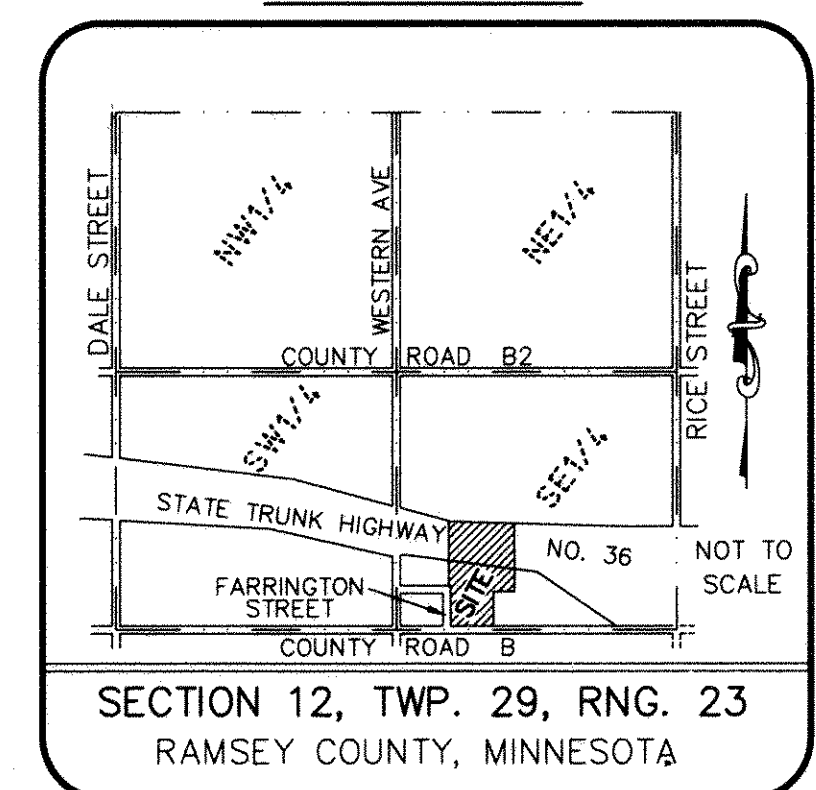 NW1/4
NE1/4
DALE STREET
WESTERN AVE
RICE STREET
COUNTY ROAD B2
SW1/4
SE1/4
STATE TRUNK HIGHWAY
NO. 36
NOT TO
SCALE
FARRINGTON
STREET
SITE
COUNTY ROAD B
SECTION 12, TWP. 29, RNG. 23
RAMSEY COUNTY, MINNESOTA